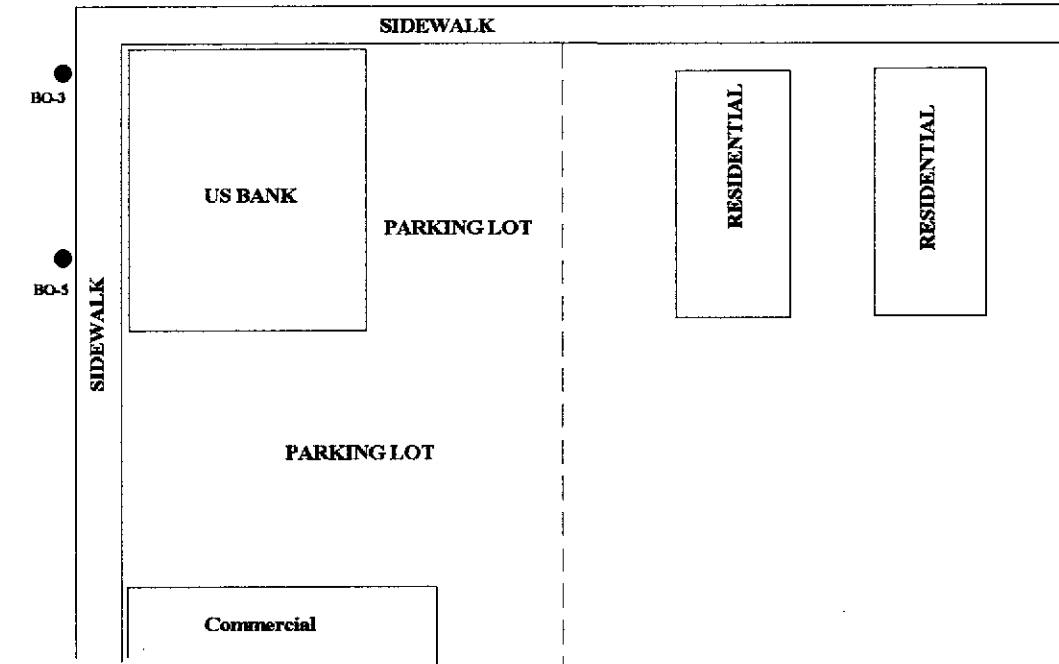 SIDEWALK
BO-3
US BANK
PARKING LOT
RESIDENTIAL
RESIDENTIAL
BO-5
SIDEWALK
PARKING LOT
Commercial